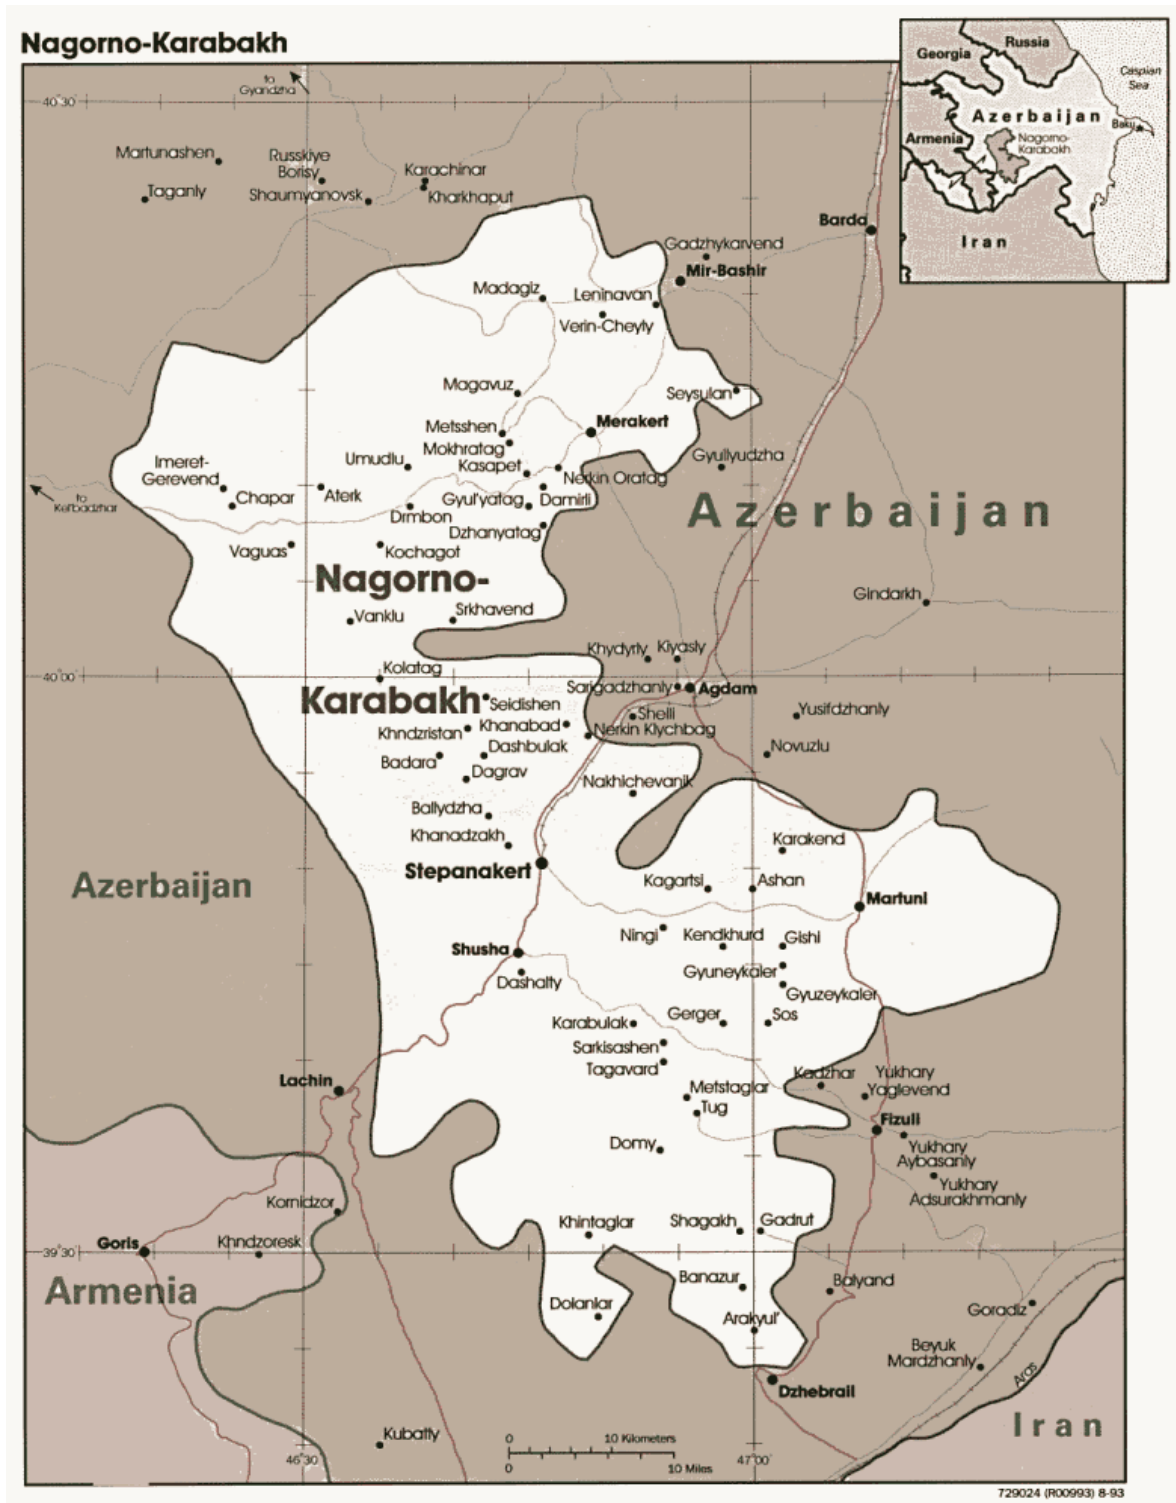 Nagorno-Karabakh
Georgia
Russia
Caspian
Sea
Azerbaijan
Baku
Armenia
Nagorno-
Karabakh
Iran
to
Gyandzha
40°30
Martunashen
Russkiye
Borisy
Karachinar
Taganly
Shaumyanovsk
Kharkhaput
Barda
Gadzhykarvend
Mir-Bashir
Madagiz
Leninavan
Verin-Cheyly
Magavuz
Seysulan
Metsshen
Merakert
Mokhratag
Umudlu
Kasapet
Gyullyudzha
Imeret-
Gerevend
Nerkin Oratag
Chapar
Aterk
Gyul'yatag
Damirli
to
Kel'badzhar
Drmbon
Azerbaijan
Dzhanyatag
Vaguas
Kochagot
Nagorno-
Gindarkh
Vanklu
Srkhavend
Khydyrly
Kiyasly
40°00
Kolatag
Sarigadzhanly
Agdam
Karabakh
Seidishen
Shelli
Yusifdzhanly
Khndzristan
Khanabad
Nerkin Klychbag
Dashbulak
Novuzlu
Badara
Dagrav
Nakhichevanik
Ballydzha
Khanadzakh
Karakend
Stepanakert
Kagartsi
Ashan
Azerbaijan
Martuni
Ningi
Kendkhurd
Gishi
Shusha
Gyuneykaler
Dashalty
Gyuzeykaler
Karabulak
Gerger
Sos
Sarkisashen
Tagavard
Kadzhar
Yukhary
Yaglevend
Lachin
Metstaglar
Tug
Fizuli
Domy
Yukhary
Aybasanly
Yukhary
Adsurakhmanly
Kornidzor
Khintaglar
Shagakh
Gadrut
Goris
Khndzoresk
39°30
Armenia
Banazur
Balyand
Dolanlar
Arakyul'
Goradiz
Beyuk
Mardzhanly
Aras
Dzhebrail
Iran
Kubatly
0 10 Kilometers
0 10 Miles
46°30
47°00
729024 (R00993) 8-93